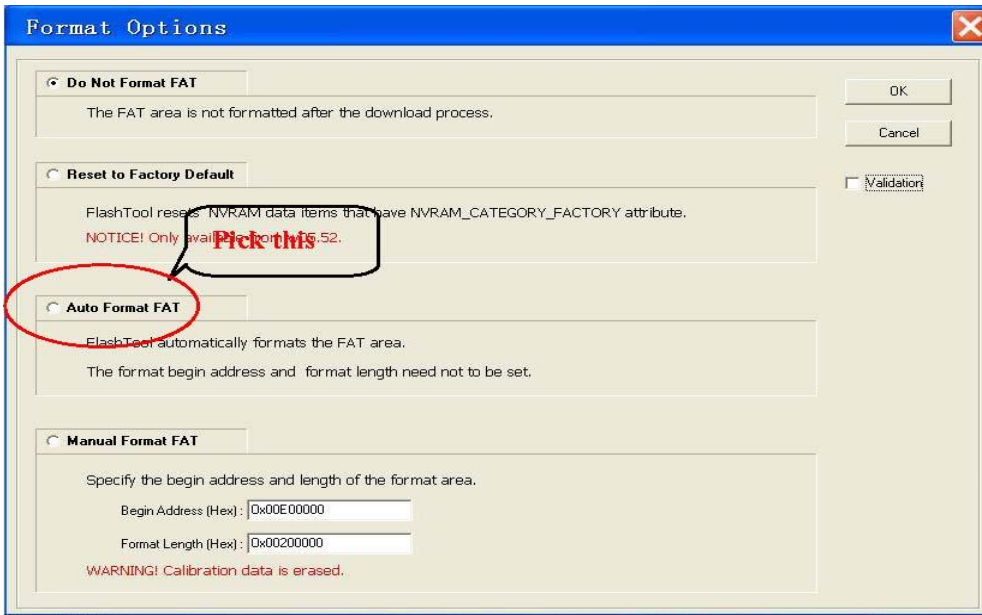 Format Options
Do Not Format FAT
The FAT area is not formatted after the download process.
OK
Cancel
Validation
Reset to Factory Default
FlashTool resets NVRAM data items that have NVRAM_CATEGORY_FACTORY attribute.
NOTICE! Only available from 05.52.
Pick this
Auto Format FAT
FlashTool automatically formats the FAT area.
The format begin address and format length need not to be set.
Manual Format FAT
Specify the begin address and length of the format area.
Begin Address (Hex) : 0x00E00000
Format Length (Hex) : 0x00200000
WARNING! Calibration data is erased.